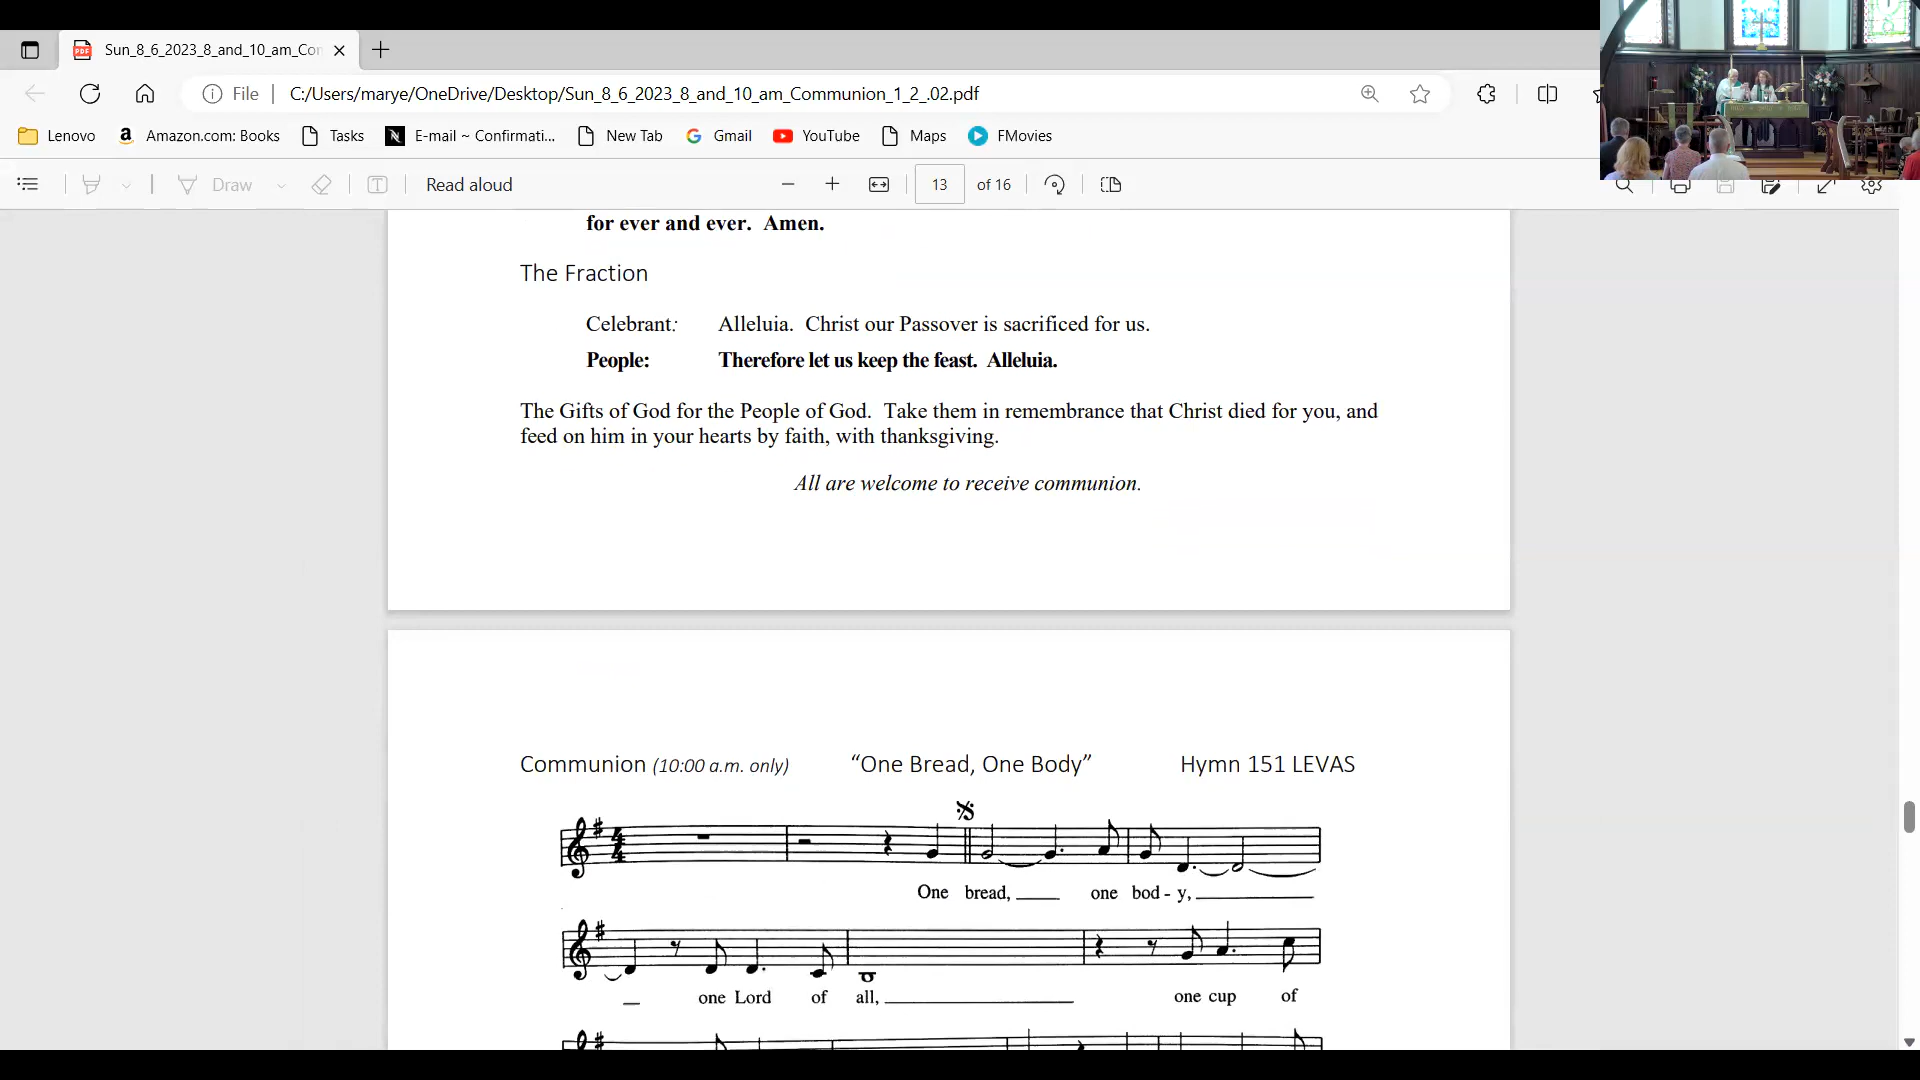 Sun_8_6_2023_8_and_10_am_Cor
File C:/Users/marye/OneDrive/Desktop/Sun_8_6_2023_8_and_10_am_Communion_1_2_.02.pdf
Lenovo Amazon.com: Books Tasks E-mail ~ Confirmati... New Tab Gmail YouTube Maps FMovies
Draw Read aloud 13 of 16
for ever and ever. Amen.
The Fraction
Celebrant: Alleluia. Christ our Passover is sacrificed for us.
People: Therefore let us keep the feast. Alleluia.
The Gifts of God for the People of God. Take them in remembrance that Christ died for you, and
feed on him in your hearts by faith, with thanksgiving.
All are welcome to receive communion.
Communion (10:00 a.m. only) “One Bread, One Body” Hymn 151 LEVAS
One bread, ____ one bod - y, ____
__ one Lord of all, ____ one cup of